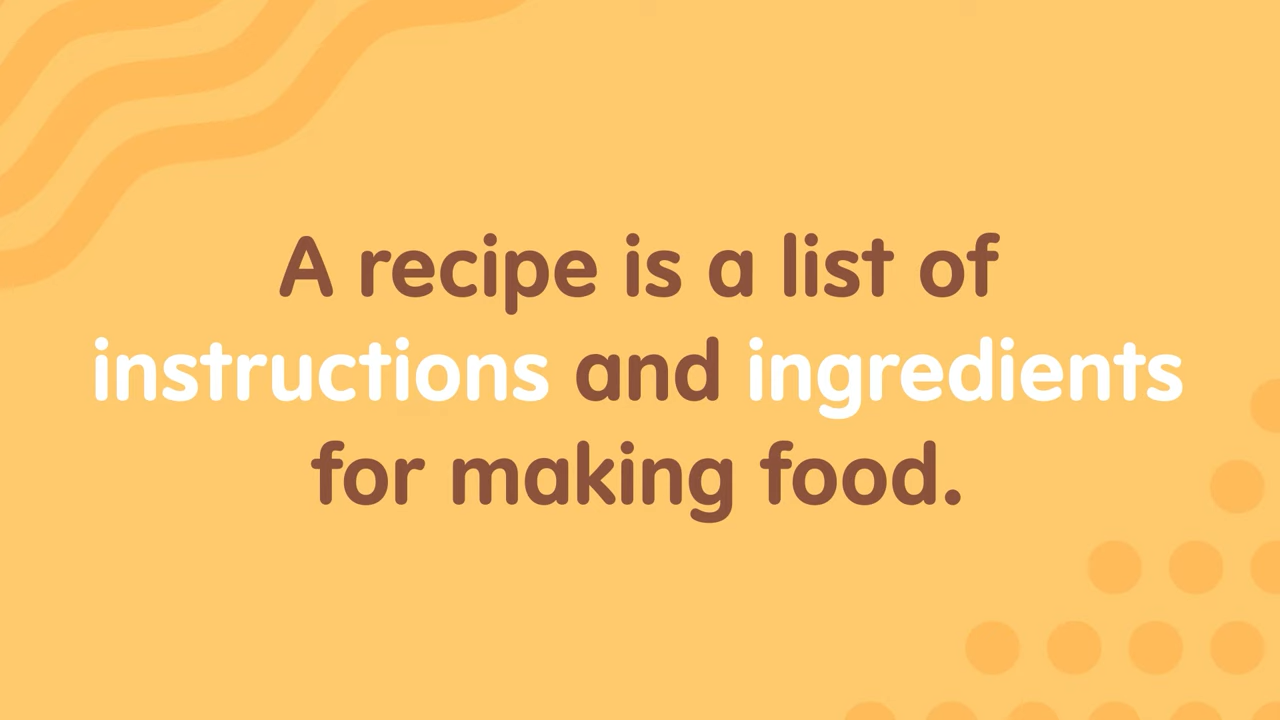 A recipe is a list of
instructions and ingredients
for making food.